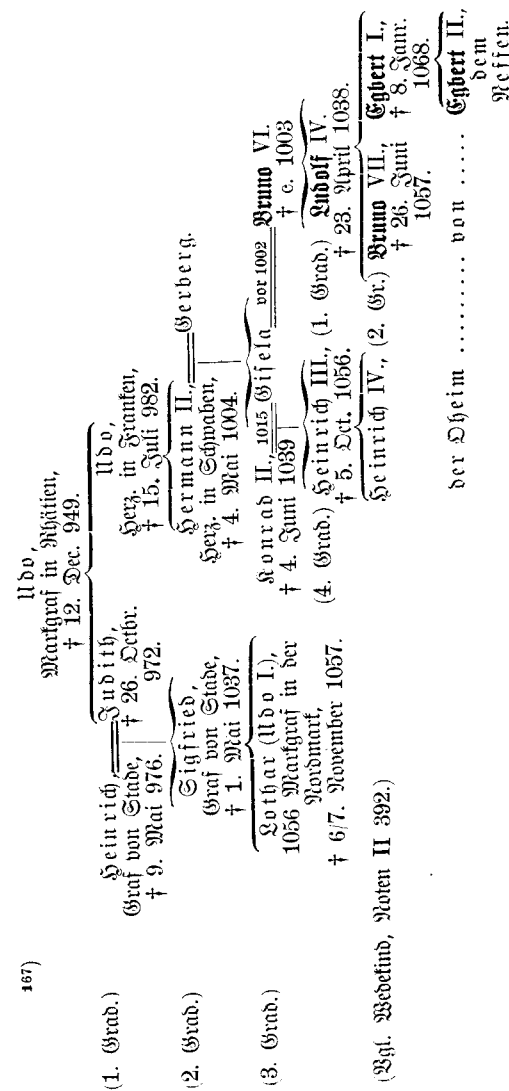 167)
Udo,
Markgraf in Rhätien,
† 12. Dec. 949.
(1. Grad.)
Heinrich,
Graf von Stade,
† 9. Mai 976.
Judith,
† 26. Octbr.
972.
Udo,
Herz. in Franken,
† 15. Juli 982.
(2. Grad.)
Sigfried,
Graf von Stade,
† 1. Mai 1037.
Hermann II.,
Herz. in Schwaben,
† 4. Mai 1004.
Gerberg.
(3. Grad.)
Lothar (Udo I.),
1056 Markgraf in der
Nordmark,
† 6/7. November 1057.
Konrad II., 1015 Gisela vor 1002 Bruno VI.
† 4. Juni 1039
† c. 1003
(4. Grad.) Heinrich III., (1. Grad.) Ludolf IV.
† 5. Oct. 1056.
† 23. April 1038.
Heinrich IV., (2. Gr.) Bruno VII.,
† 26. Juni
1057.
Egbert I.,
† 8. Janr.
1068.
der Oheim .......... von ..... Egbert II.,
dem
Neffen.
(Vgl. Wedekind, Noten II 392.)